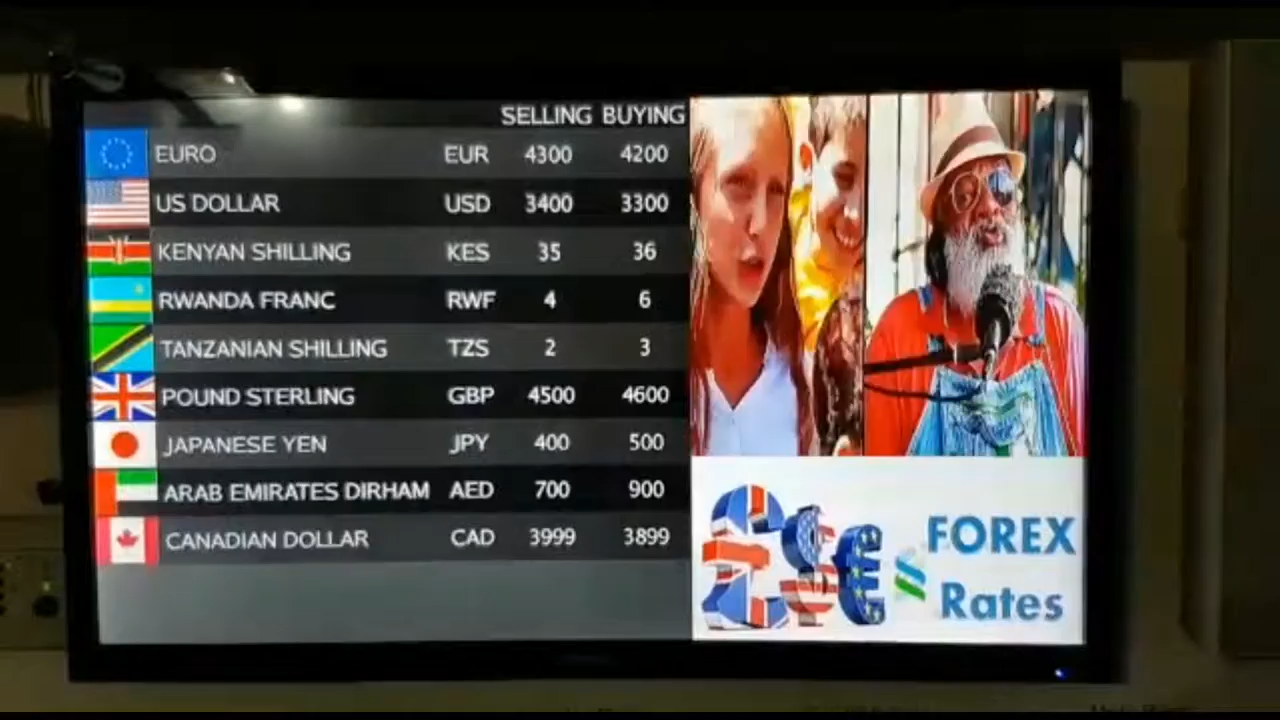 SELLING BUYING
EURO EUR 4300 4200
US DOLLAR USD 3400 3300
KENYAN SHILLING KES 35 36
RWANDA FRANC RWF 4 6
TANZANIAN SHILLING TZS 2 3
POUND STERLING GBP 4500 4600
JAPANESE YEN JPY 400 500
ARAB EMIRATES DIRHAM AED 700 900
CANADIAN DOLLAR CAD 3999 3899
£$€ FOREX
Rates